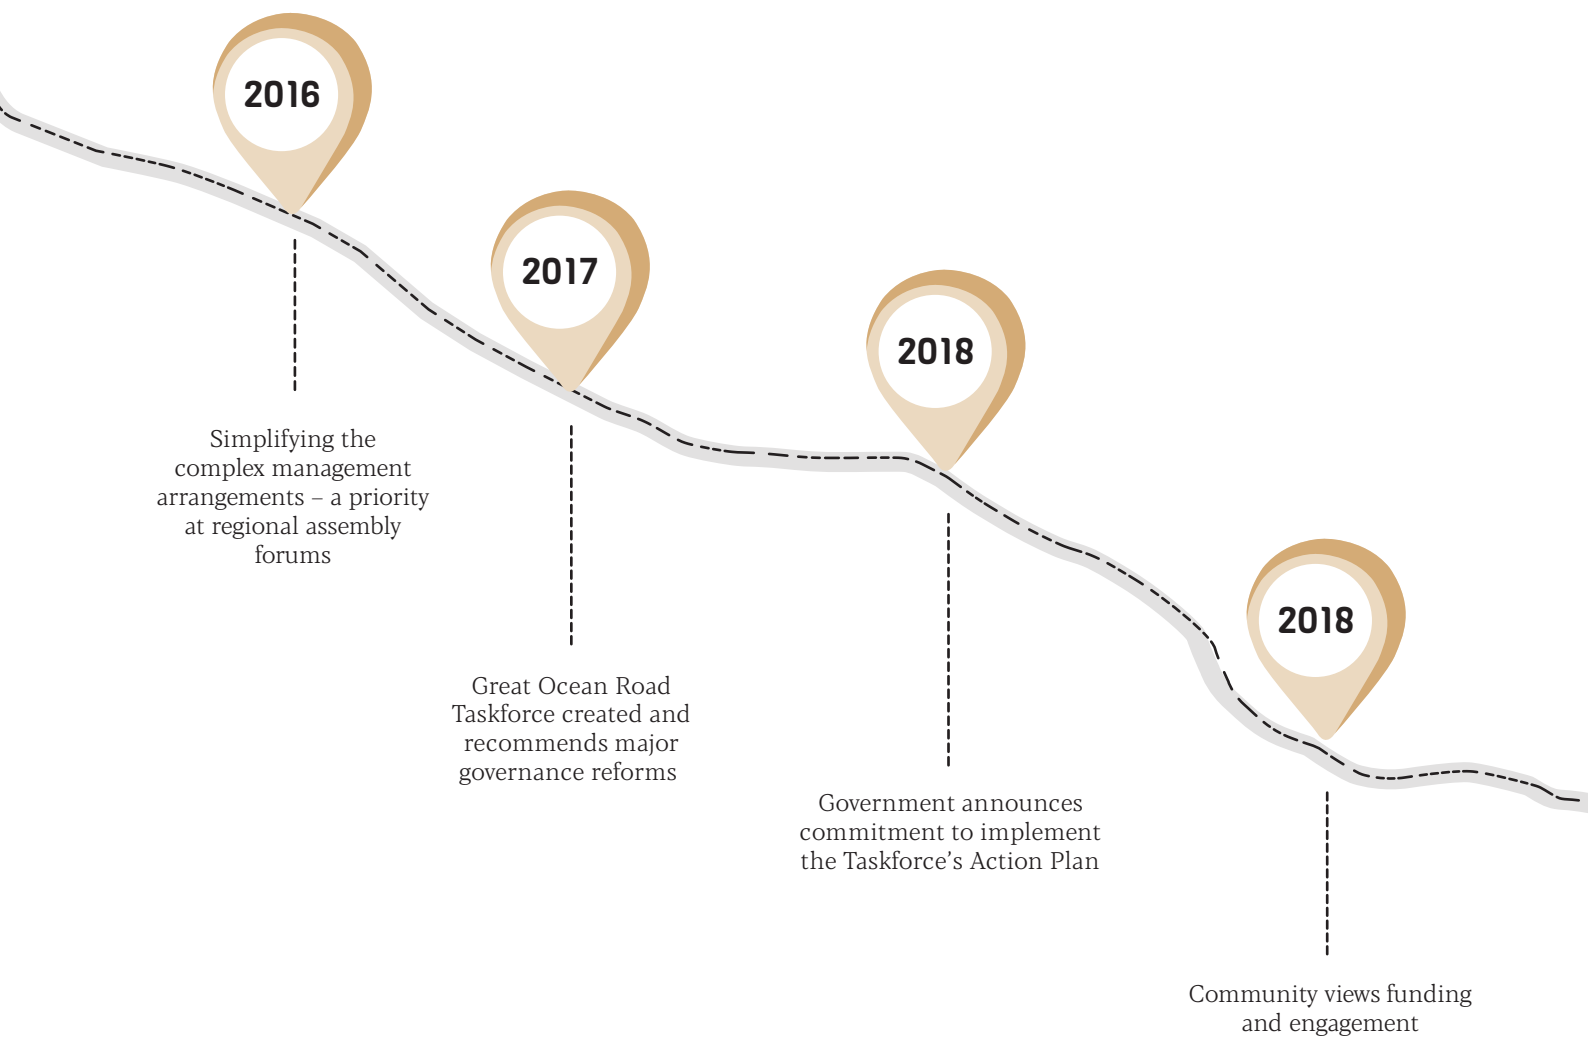 2016
Simplifying the
complex management
arrangements – a priority
at regional assembly
forums
2017
Great Ocean Road
Taskforce created and
recommends major
governance reforms
2018
Government announces
commitment to implement
the Taskforce’s Action Plan
2018
Community views funding
and engagement